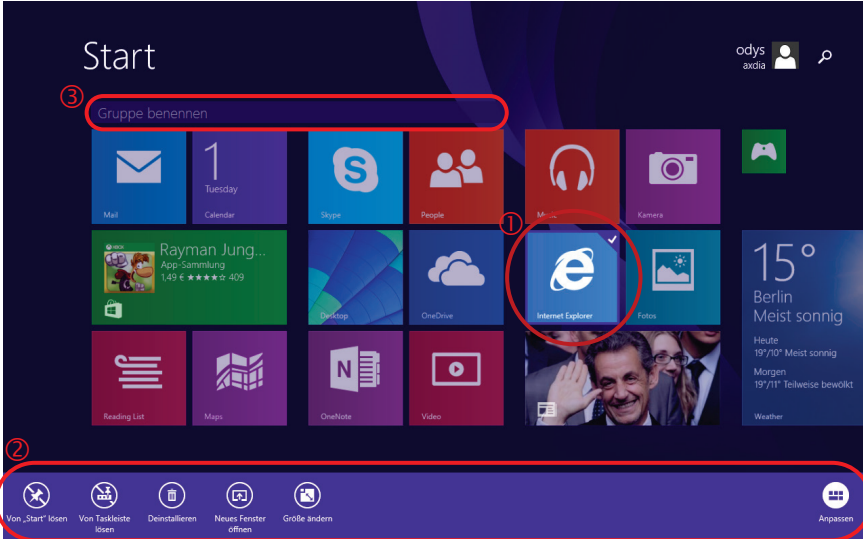 Start
odys
axdia
③
Gruppe benennen
1
Tuesday
Mail
Calendar
Skype
People
①
Music
Kamera
XBOX
Rayman Jung...
App-Sammlung
1,49 € ★★★★☆ 409
Desktop
OneDrive
Internet Explorer
Fotos
15°
Berlin
Meist sonnig
Heute
19°/10° Meist sonnig
Morgen
19°/11° Teilweise bewölkt
Weather
Reading List
Maps
N
OneNote
Video
②
Von „Start" lösen
Von Taskleiste
lösen
Deinstallieren
Neues Fenster
öffnen
Größe ändern
Anpassen